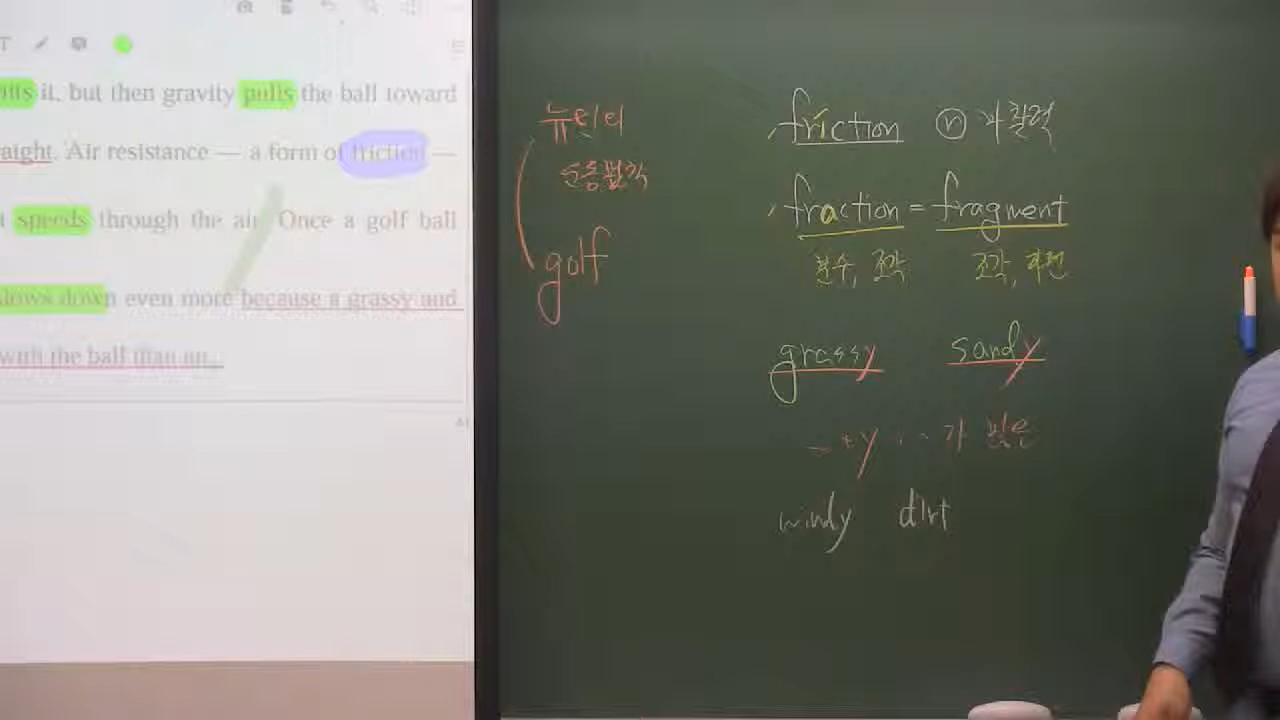 it, but then gravity pulls the ball toward
aight. Air resistance — a form of friction —
t speeds through the air. Once a golf ball
slows down even more because a grassy and
with the ball than an
뉴턴의
운동법칙
golf
friction ⓝ 마찰력
fraction = fragment
분수, 조각 조각, 파편
grassy sandy
+y 가 많은
windy dirt